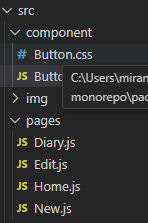 src
component
Button.css
JS Butto
C:\Users\miran
monorepo\pac
img
pages
JS Diary.js
JS Edit.js
JS Home.js
JS New.js